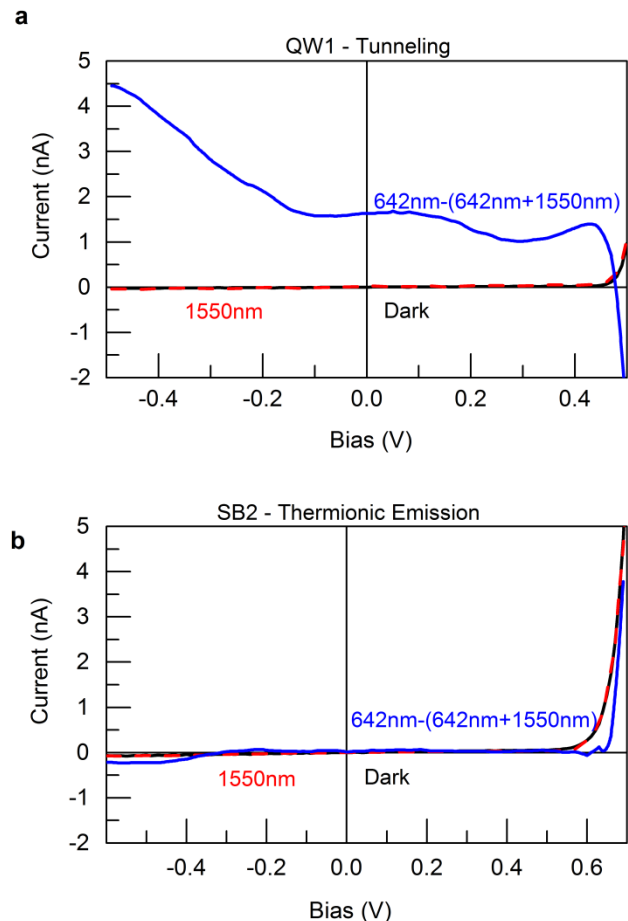 a
QW1 - Tunneling
5
4
3
2
1
0
-1
-2
Current (nA)
642nm-(642nm+1550nm)
1550nm
Dark
-0.4
-0.2
0.0
0.2
0.4
Bias (V)
b
SB2 - Thermionic Emission
5
4
3
2
1
0
-1
-2
Current (nA)
642nm-(642nm+1550nm)
1550nm
Dark
-0.4
-0.2
0.0
0.2
0.4
0.6
Bias (V)